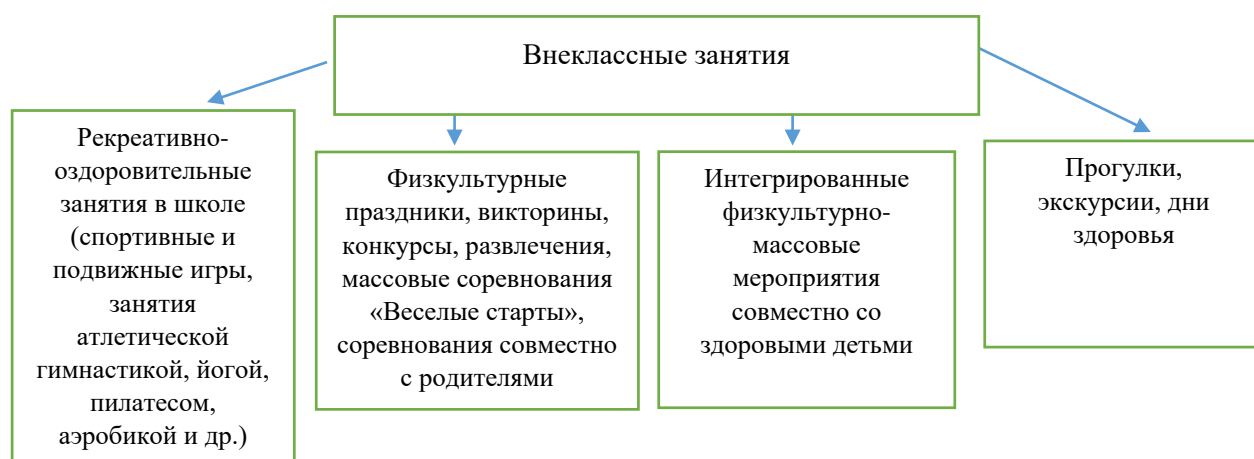 Внеклассные занятия
Рекреативно-
оздоровительные
занятия в школе
(спортивные и
подвижные игры,
занятия
атлетической
гимнастикой, йогой,
пилатесом,
аэробикой и др.)
Физкультурные
праздники, викторины,
конкурсы, развлечения,
массовые соревнования
«Веселые старты»,
соревнования совместно
с родителями
Интегрированные
физкультурно-
массовые
мероприятия
совместно со
здоровыми детьми
Прогулки,
экскурсии, дни
здоровья